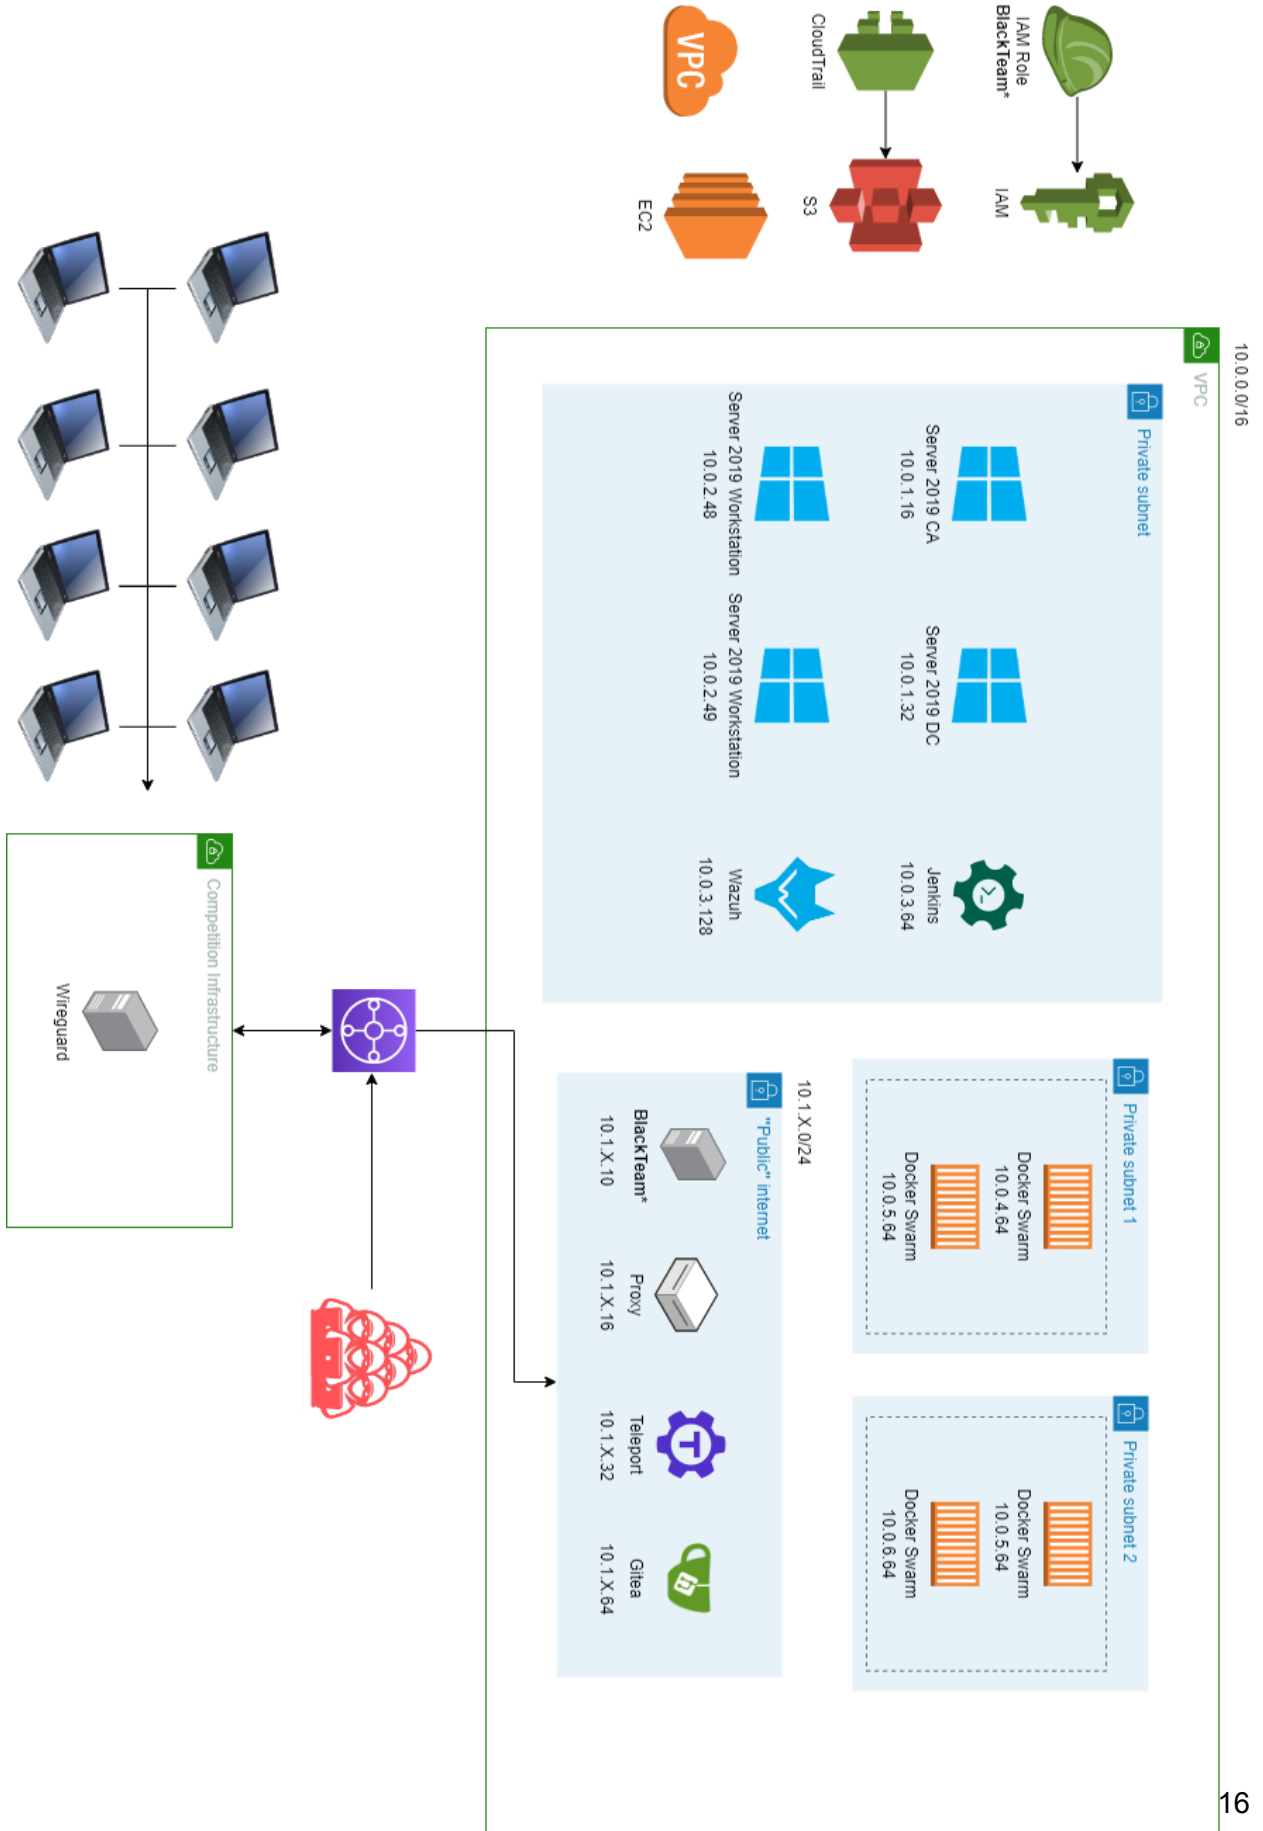 IAM Role
BlackTeam*
IAM
CloudTrail
S3
VPC
EC2
10.0.0.0/16
VPC
Private subnet
Server 2019 CA
10.0.1.16
Server 2019 DC
10.0.1.32
Jenkins
10.0.3.64
Server 2019 Workstation
10.0.2.48
Server 2019 Workstation
10.0.2.49
Wazuh
10.0.3.128
Private subnet 1
Docker Swarm
10.0.4.64
Docker Swarm
10.0.5.64
Private subnet 2
Docker Swarm
10.0.5.64
Docker Swarm
10.0.6.64
10.1.X.0/24
"Public" internet
BlackTeam*
10.1.X.10
Proxy
10.1.X.16
T
Teleport
10.1.X.32
Gitea
10.1.X.64
Competition Infrastructure
Wireguard
16